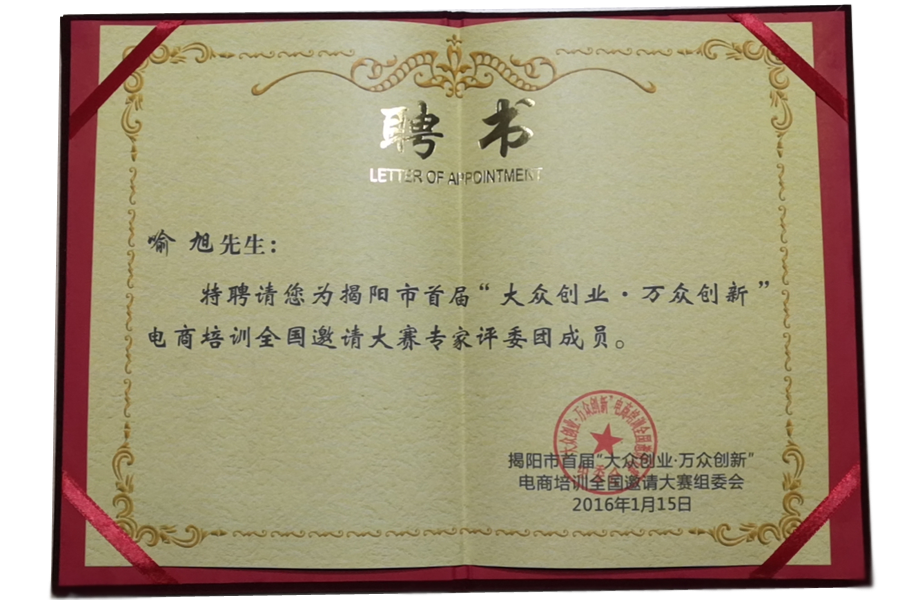 聘书
LETTER OF APPOINTMENT
喻 旭先生：
特聘请您为揭阳市首届“大众创业·万众创新”
电商培训全国邀请大赛专家评委团成员。
揭阳市首届“大众创业·万众创新”
电商培训全国邀请大赛组委会
2016年1月15日